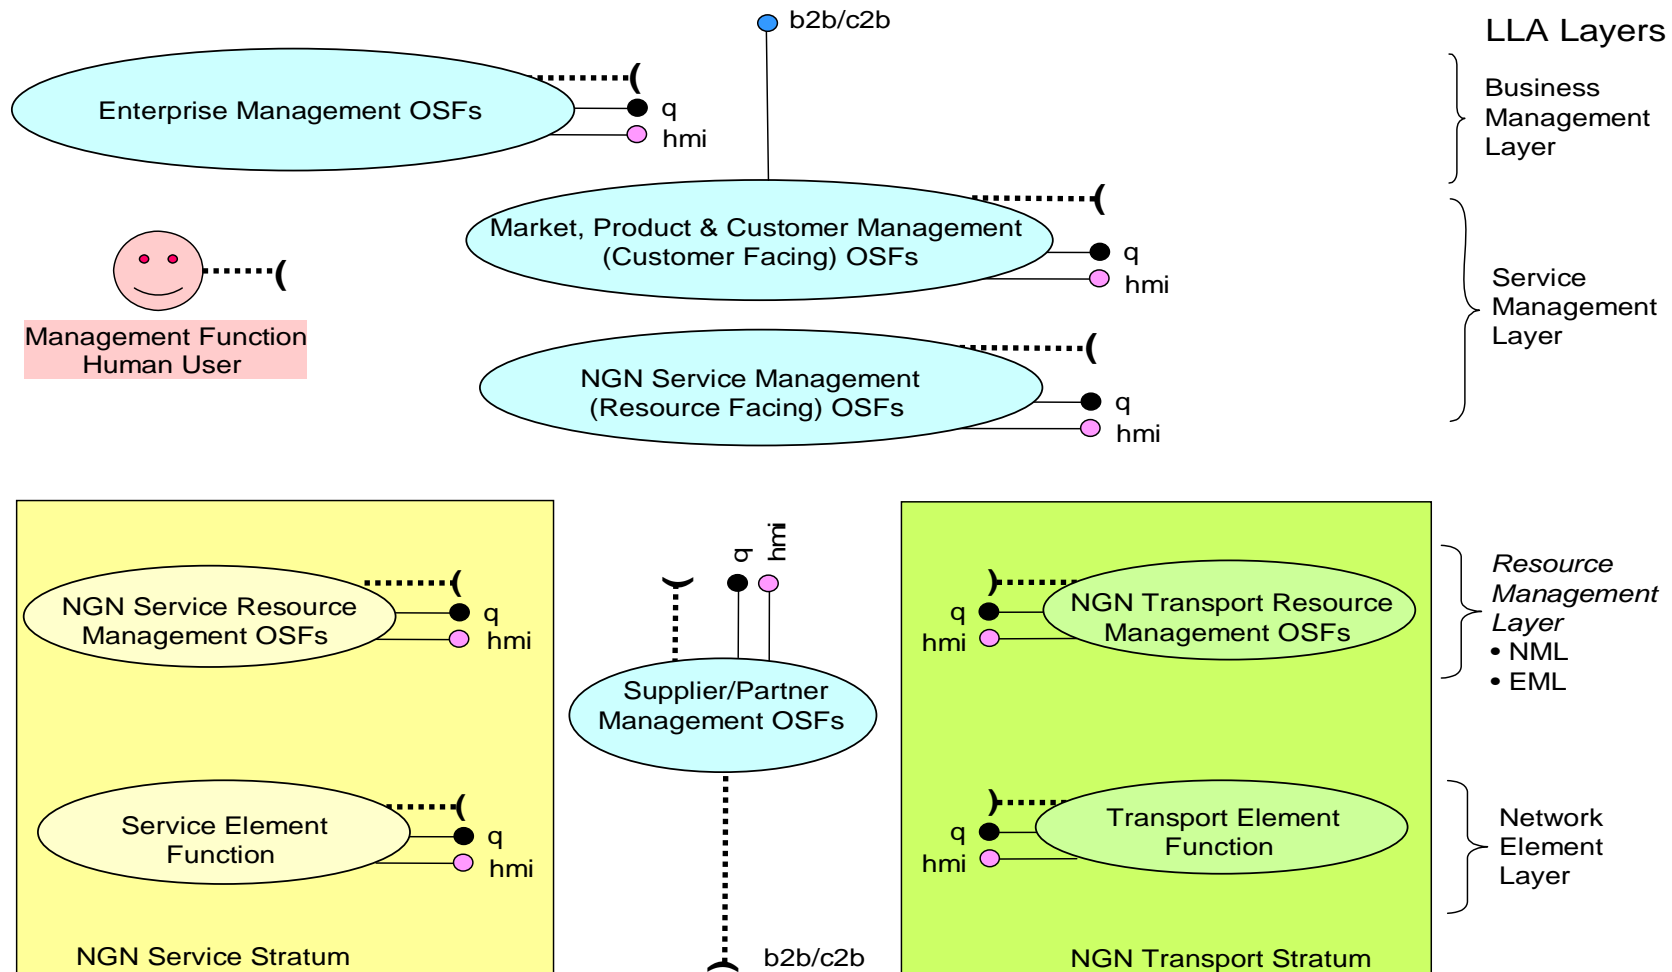 b2b/c2b
LLA Layers
Enterprise Management OSFs
q
hmi
Business
Management
Layer
Market, Product & Customer Management
(Customer Facing) OSFs
q
hmi
Management Function
Human User
Service
Management
Layer
NGN Service Management
(Resource Facing) OSFs
q
hmi
NGN Service Resource
Management OSFs
q
hmi
q
hmi
Supplier/Partner
Management OSFs
NGN Transport Resource
Management OSFs
q
hmi
Resource
Management
Layer
• NML
• EML
Service Element
Function
q
hmi
Transport Element
Function
q
hmi
Network
Element
Layer
NGN Service Stratum
b2b/c2b
NGN Transport Stratum